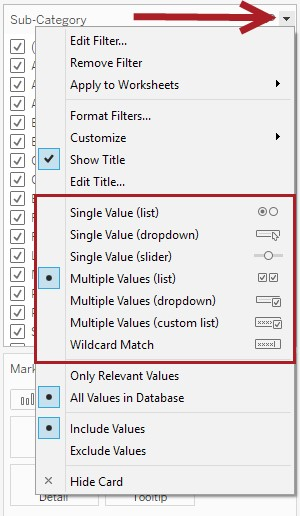 Sub-Category
Edit Filter...
Remove Filter
Apply to Worksheets
Format Filters...
Customize
Show Title
Edit Title...
Single Value (list)
Single Value (dropdown)
Single Value (slider)
Multiple Values (list)
Multiple Values (dropdown)
Multiple Values (custom list)
Wildcard Match
Only Relevant Values
All Values in Database
Include Values
Exclude Values
Hide Card
Detail
Tooltip